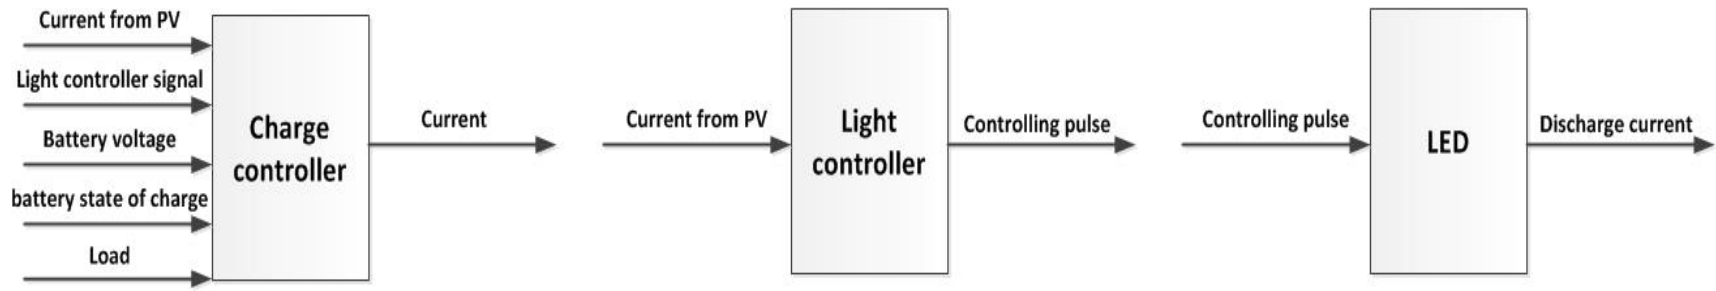 Current from PV
Light controller signal
Battery voltage
battery state of charge
Load
Charge
controller
Current
Current from PV
Light
controller
Controlling pulse
Controlling pulse
LED
Discharge current